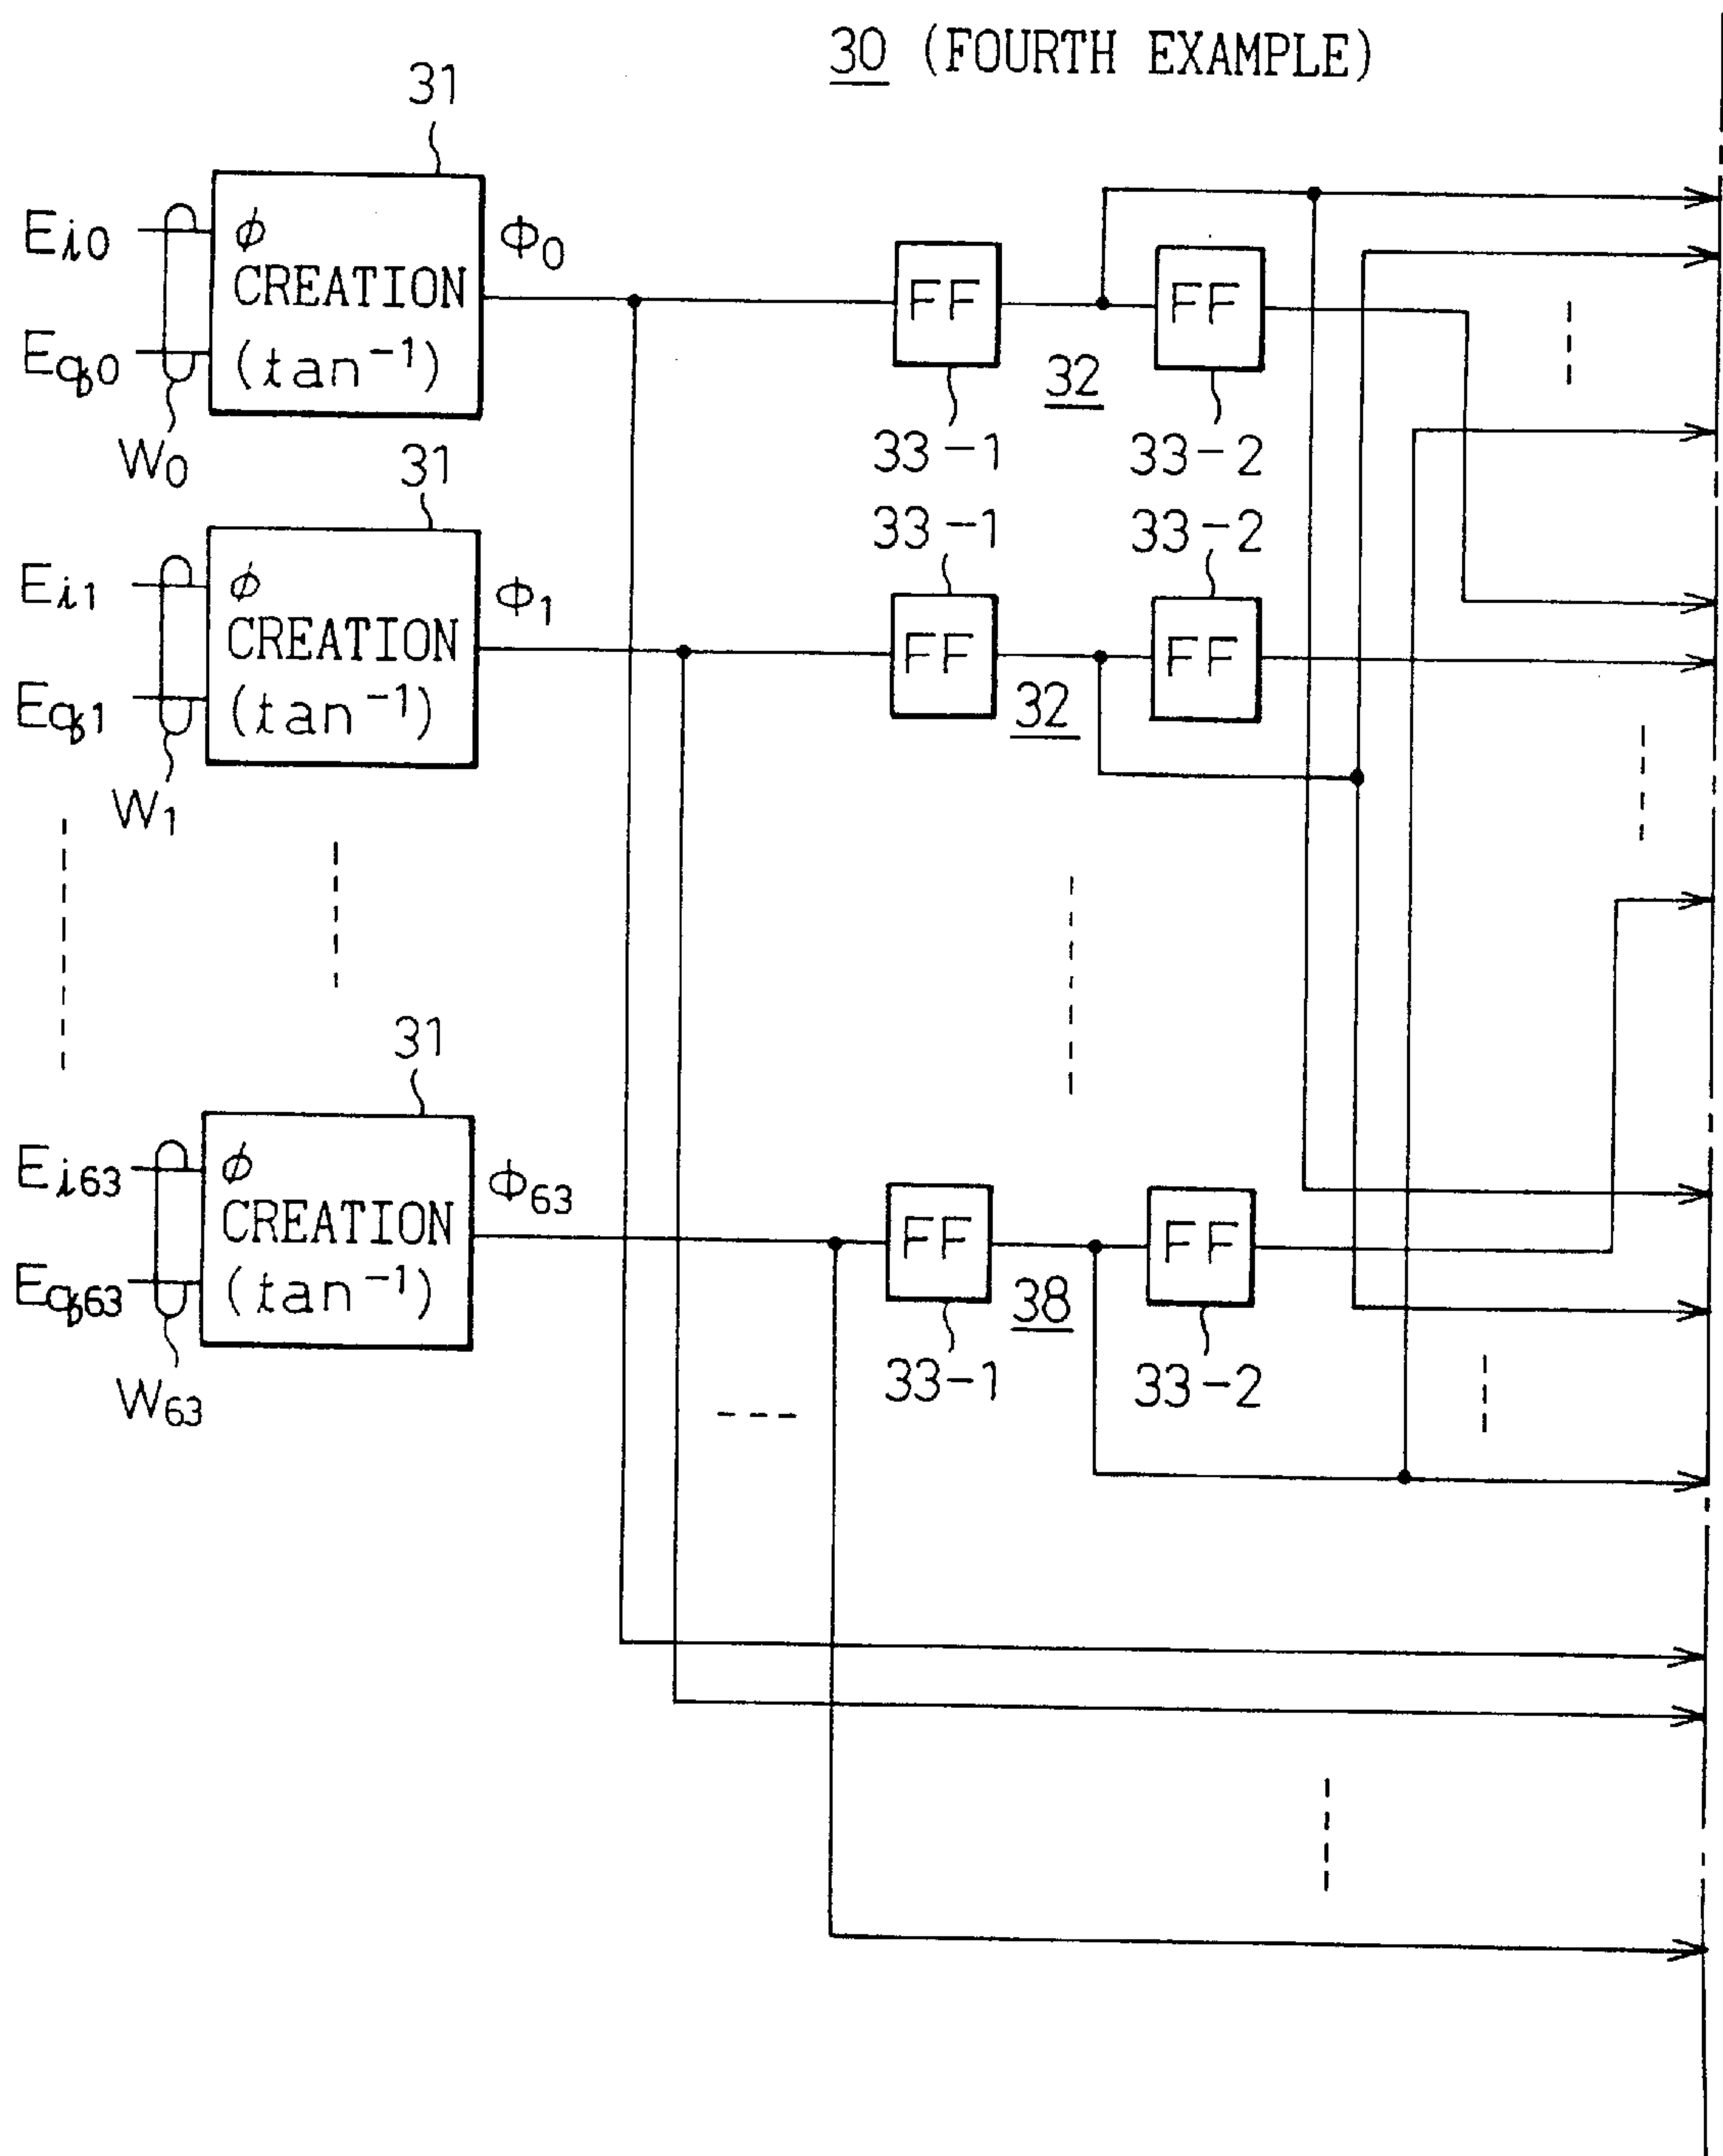 30 (FOURTH EXAMPLE)
31
Ei0
Eq0
W0
ϕ
CREATION
(tan⁻¹)
Φ0
FF
32
FF
33-1
33-2
31
Ei1
Eq1
W1
ϕ
CREATION
(tan⁻¹)
Φ1
33-1
33-2
FF
32
FF
31
Ei63
Eq63
W63
ϕ
CREATION
(tan⁻¹)
Φ63
FF
38
FF
33-1
33-2